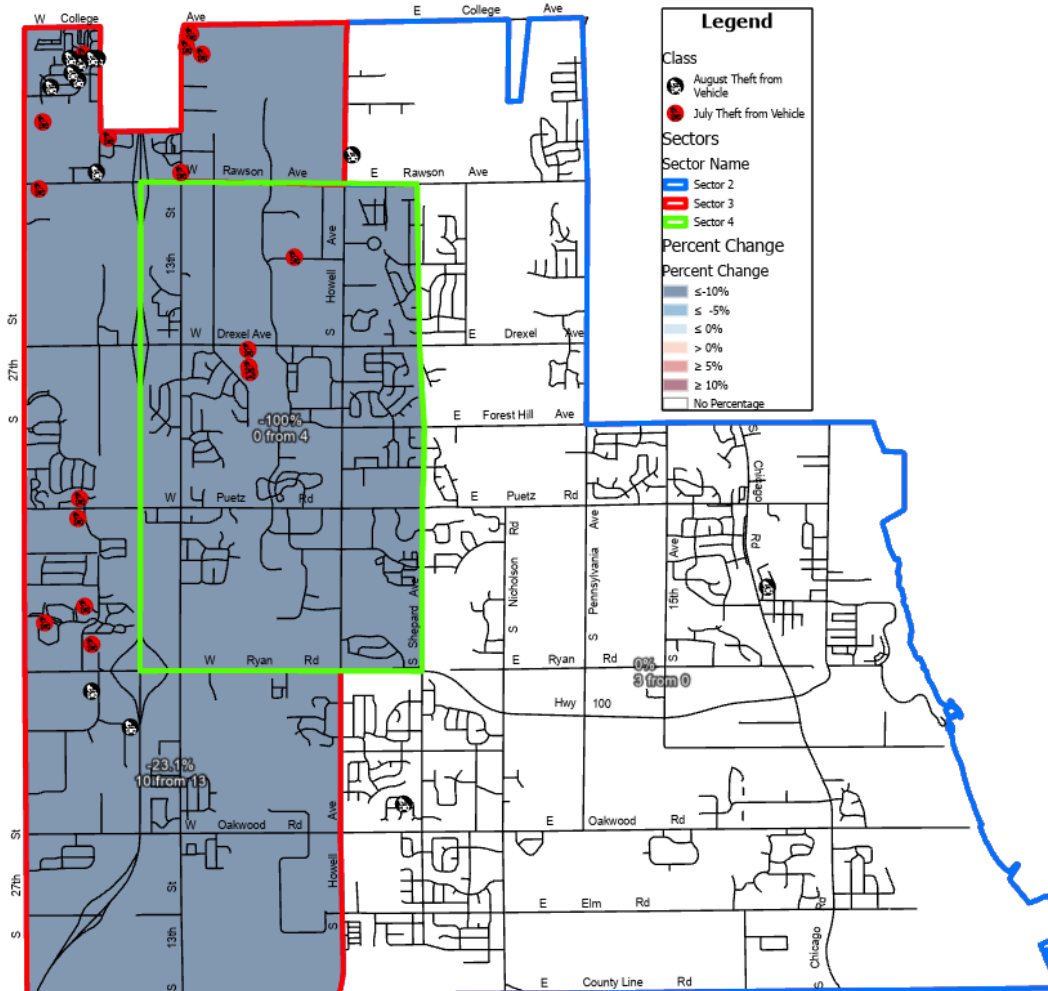 W College Ave
E College Ave
Legend
Class
August Theft from
Vehicle
July Theft from Vehicle
Sectors
Sector Name
Sector 2
Sector 3
Sector 4
Percent Change
Percent Change
≤-10%
≤ -5%
≤ 0%
> 0%
≥ 5%
≥ 10%
No Percentage
W Rawson Ave
E Rawson Ave
13th St
S Howell Ave
S 27th St
W Drexel Ave
E Drexel Ave
-100%
0 from 4
E Forest Hill Ave
W Puetz Rd
E Puetz Rd
S Chicago Rd
S Nicholson Rd
S Pennsylvania Ave
S 15th Ave
S Shepard Ave
W Ryan Rd
E Ryan Rd
0%
3 from 0
Hwy 100
-23.1%
10 from 13
W Oakwood Rd
E Oakwood Rd
S 27th St
S 13th St
S Howell Ave
E Elm Rd
S Chicago Rd
E County Line Rd